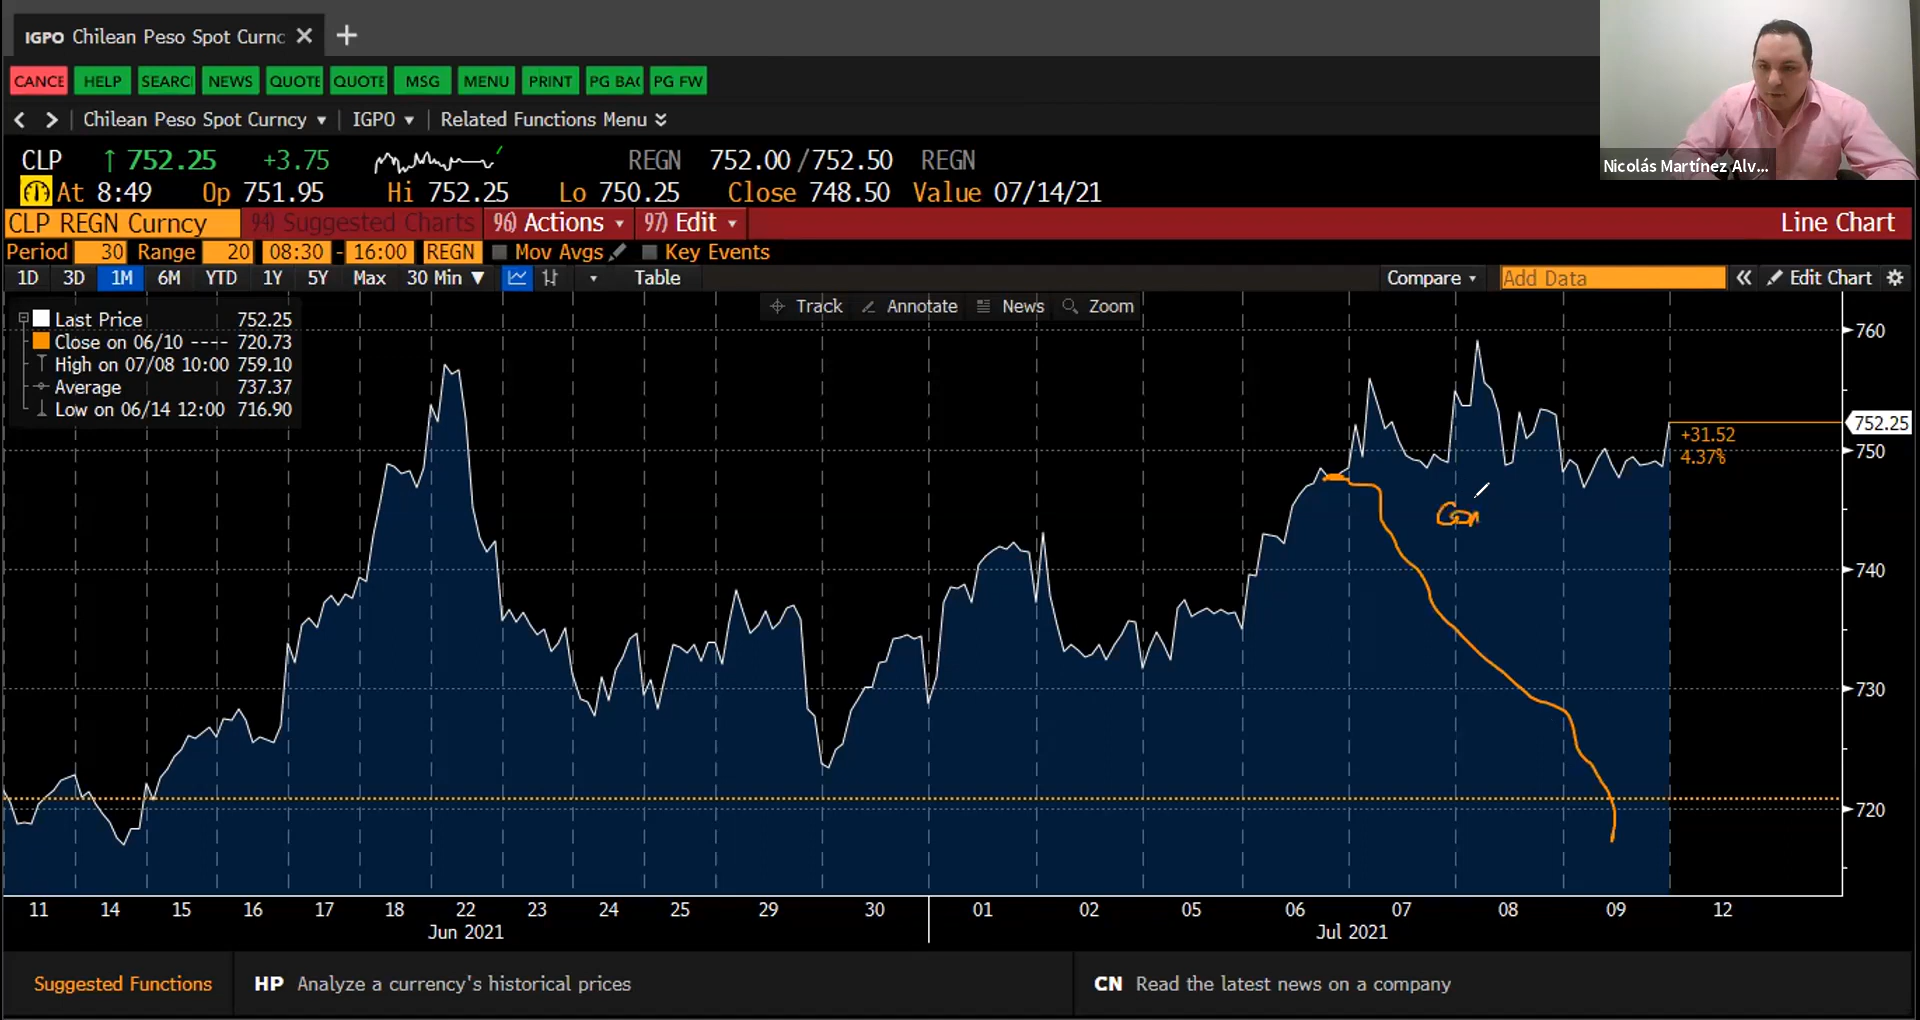 IGPO Chilean Peso Spot Curnc
CANCE HELP SEARC NEWS QUOTE QUOTE MSG MENU PRINT PG BAC PG FW
Chilean Peso Spot Curncy IGPO Related Functions Menu
CLP 752.25 +3.75 REGN 752.00 /752.50 REGN
At 8:49 Op 751.95 Hi 752.25 Lo 750.25 Close 748.50 Value 07/14/21
CLP REGN Curncy 94) Suggested Charts 96) Actions 97) Edit Line Chart
Period 30 Range 20 08:30 - 16:00 REGN Mov Avgs Key Events
1D 3D 1M 6M YTD 1Y 5Y Max 30 Min Table Compare Add Data Edit Chart
Track Annotate News Zoom
Last Price 752.25
Close on 06/10 ---- 720.73
High on 07/08 10:00 759.10
Average 737.37
Low on 06/14 12:00 716.90
Nicolás Martínez Alv...
760
752.25
750
740
730
720
+31.52
4.37%
Con
11 14 15 16 17 18 22 23 24 25 29 30 01 02 05 06 07 08 09 12
Jun 2021 Jul 2021
Suggested Functions HP Analyze a currency's historical prices CN Read the latest news on a company